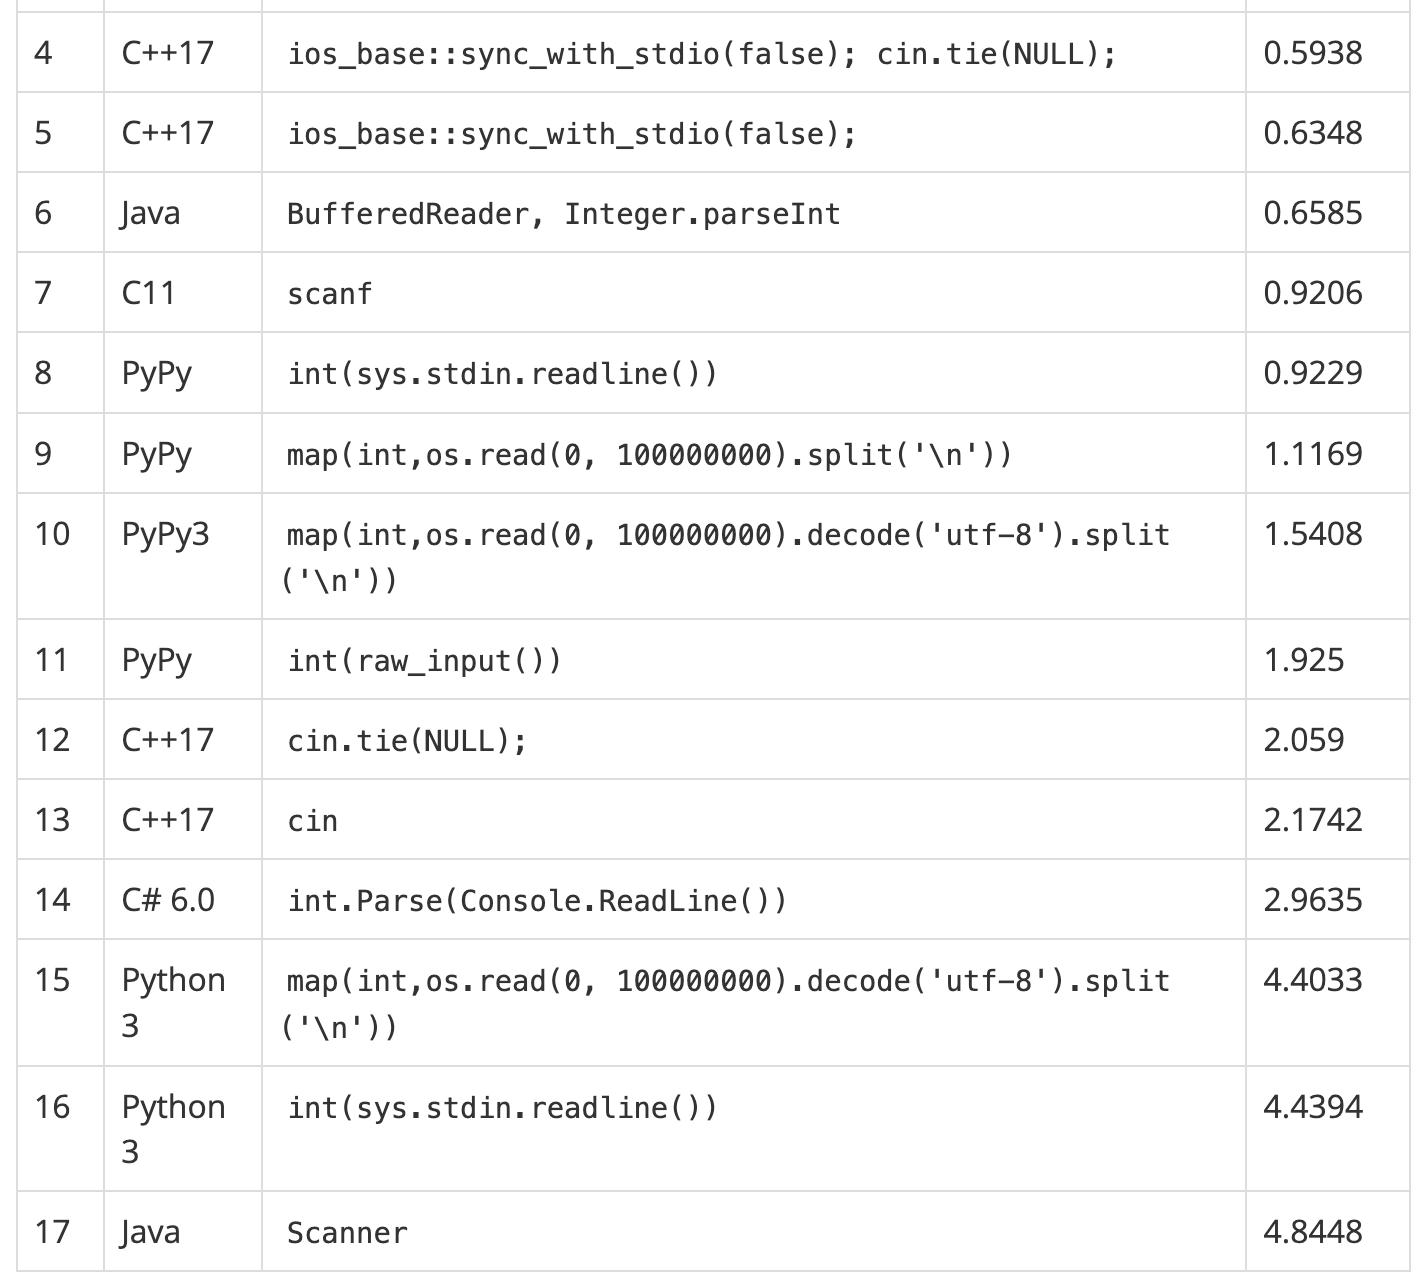 4 C++17 ios_base::sync_with_stdio(false); cin.tie(NULL); 0.5938
5 C++17 ios_base::sync_with_stdio(false); 0.6348
6 Java BufferedReader, Integer.parseInt 0.6585
7 C11 scanf 0.9206
8 PyPy int(sys.stdin.readline()) 0.9229
9 PyPy map(int,os.read(0, 100000000).split('\n')) 1.1169
10 PyPy3 map(int,os.read(0, 100000000).decode('utf-8').split 1.5408
('\n'))
11 PyPy int(raw_input()) 1.925
12 C++17 cin.tie(NULL); 2.059
13 C++17 cin 2.1742
14 C# 6.0 int.Parse(Console.ReadLine()) 2.9635
15 Python map(int,os.read(0, 100000000).decode('utf-8').split 4.4033
3 ('\n'))
16 Python int(sys.stdin.readline()) 4.4394
3
17 Java Scanner 4.8448